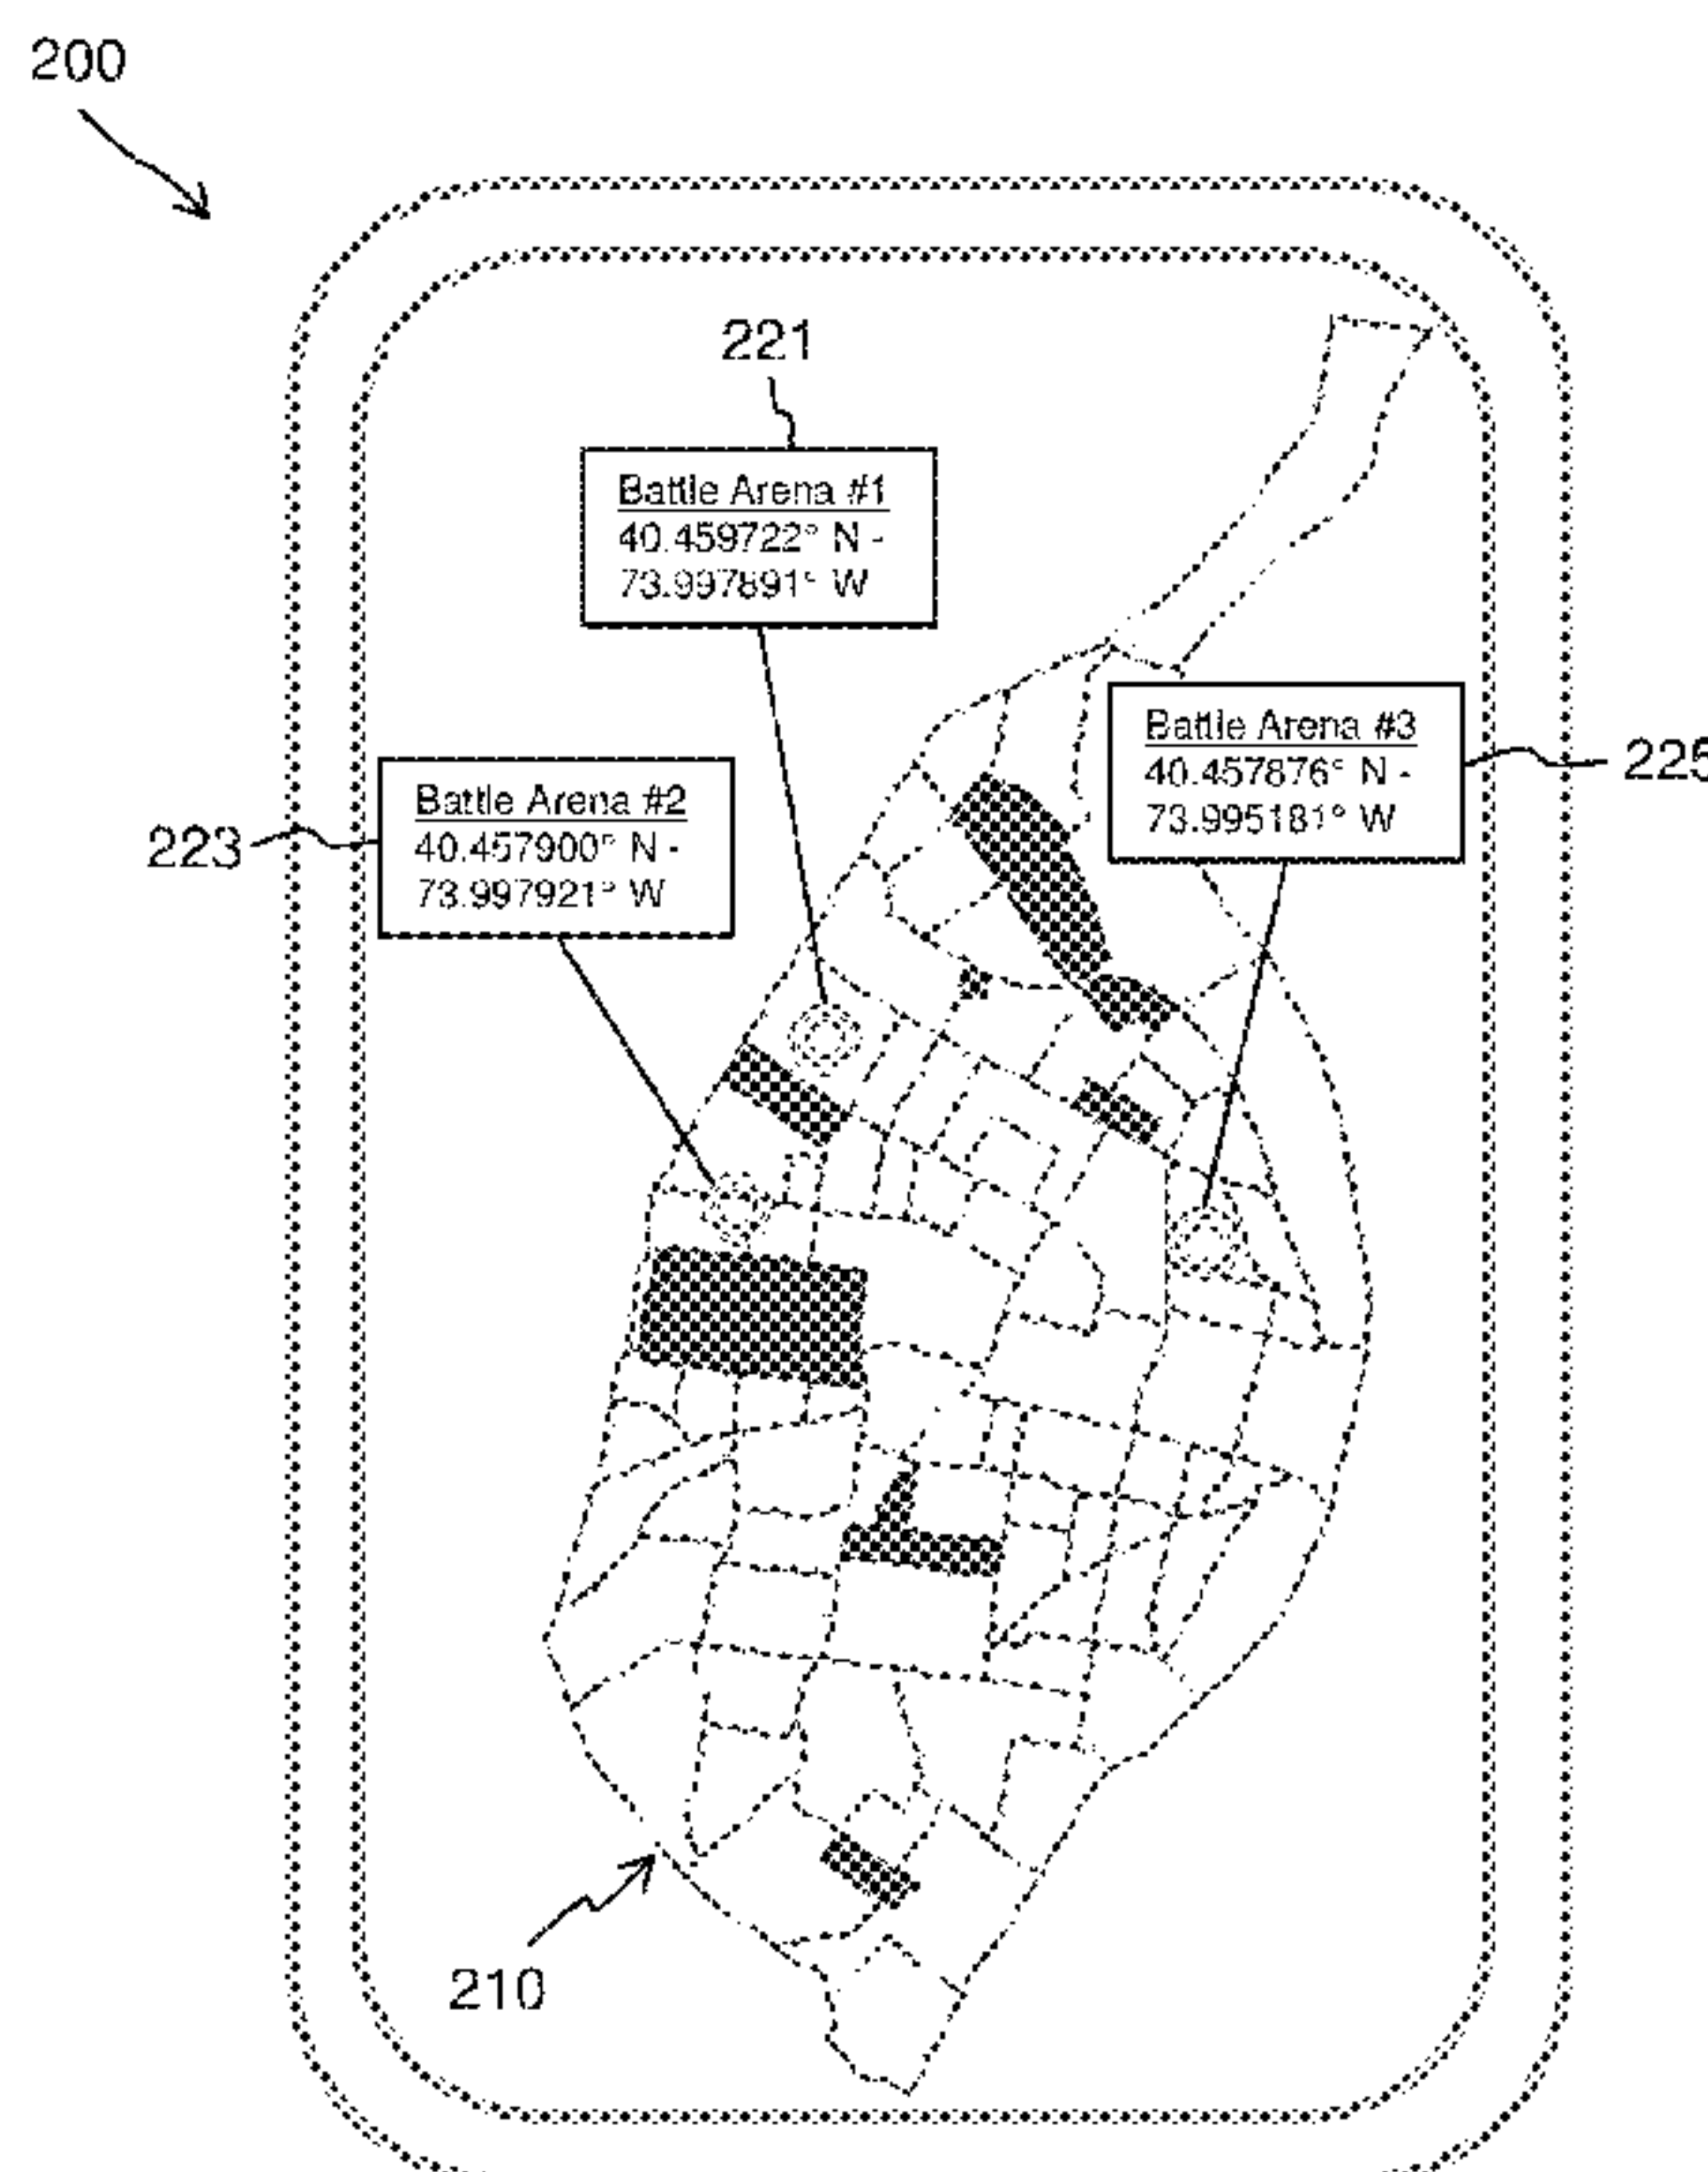 200
221
Battle Arena #1
40.459722° N -
73.997891° W
Battle Arena #3
40.457876° N -
73.995181° W
225
Battle Arena #2
40.457900° N -
73.997921° W
223
210